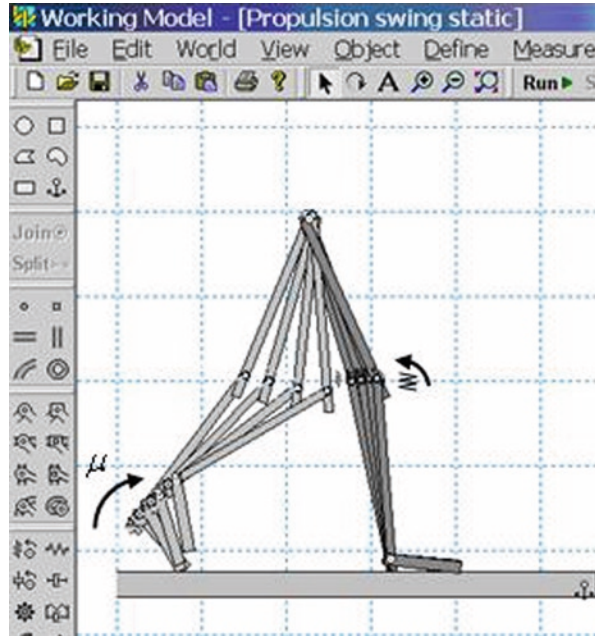 Working Model - [Propulsion swing static]
File Edit World View Object Define Measure
A Run S
Join
Split
μ